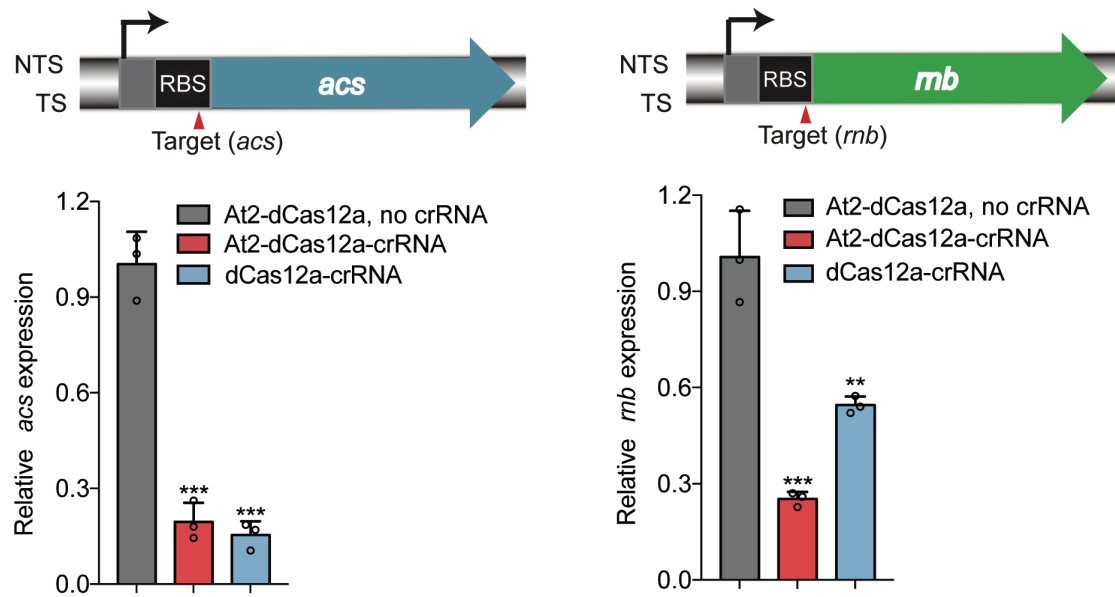 NTS
TS
RBS
acs
Target (acs)
Relative acs expression
1.2
0.9
0.6
0.3
0.0
At2-dCas12a, no crRNA
At2-dCas12a-crRNA
dCas12a-crRNA
***
***
NTS
TS
RBS
rnb
Target (rnb)
Relative rnb expression
1.2
0.9
0.6
0.3
0.0
At2-dCas12a, no crRNA
At2-dCas12a-crRNA
dCas12a-crRNA
**
***